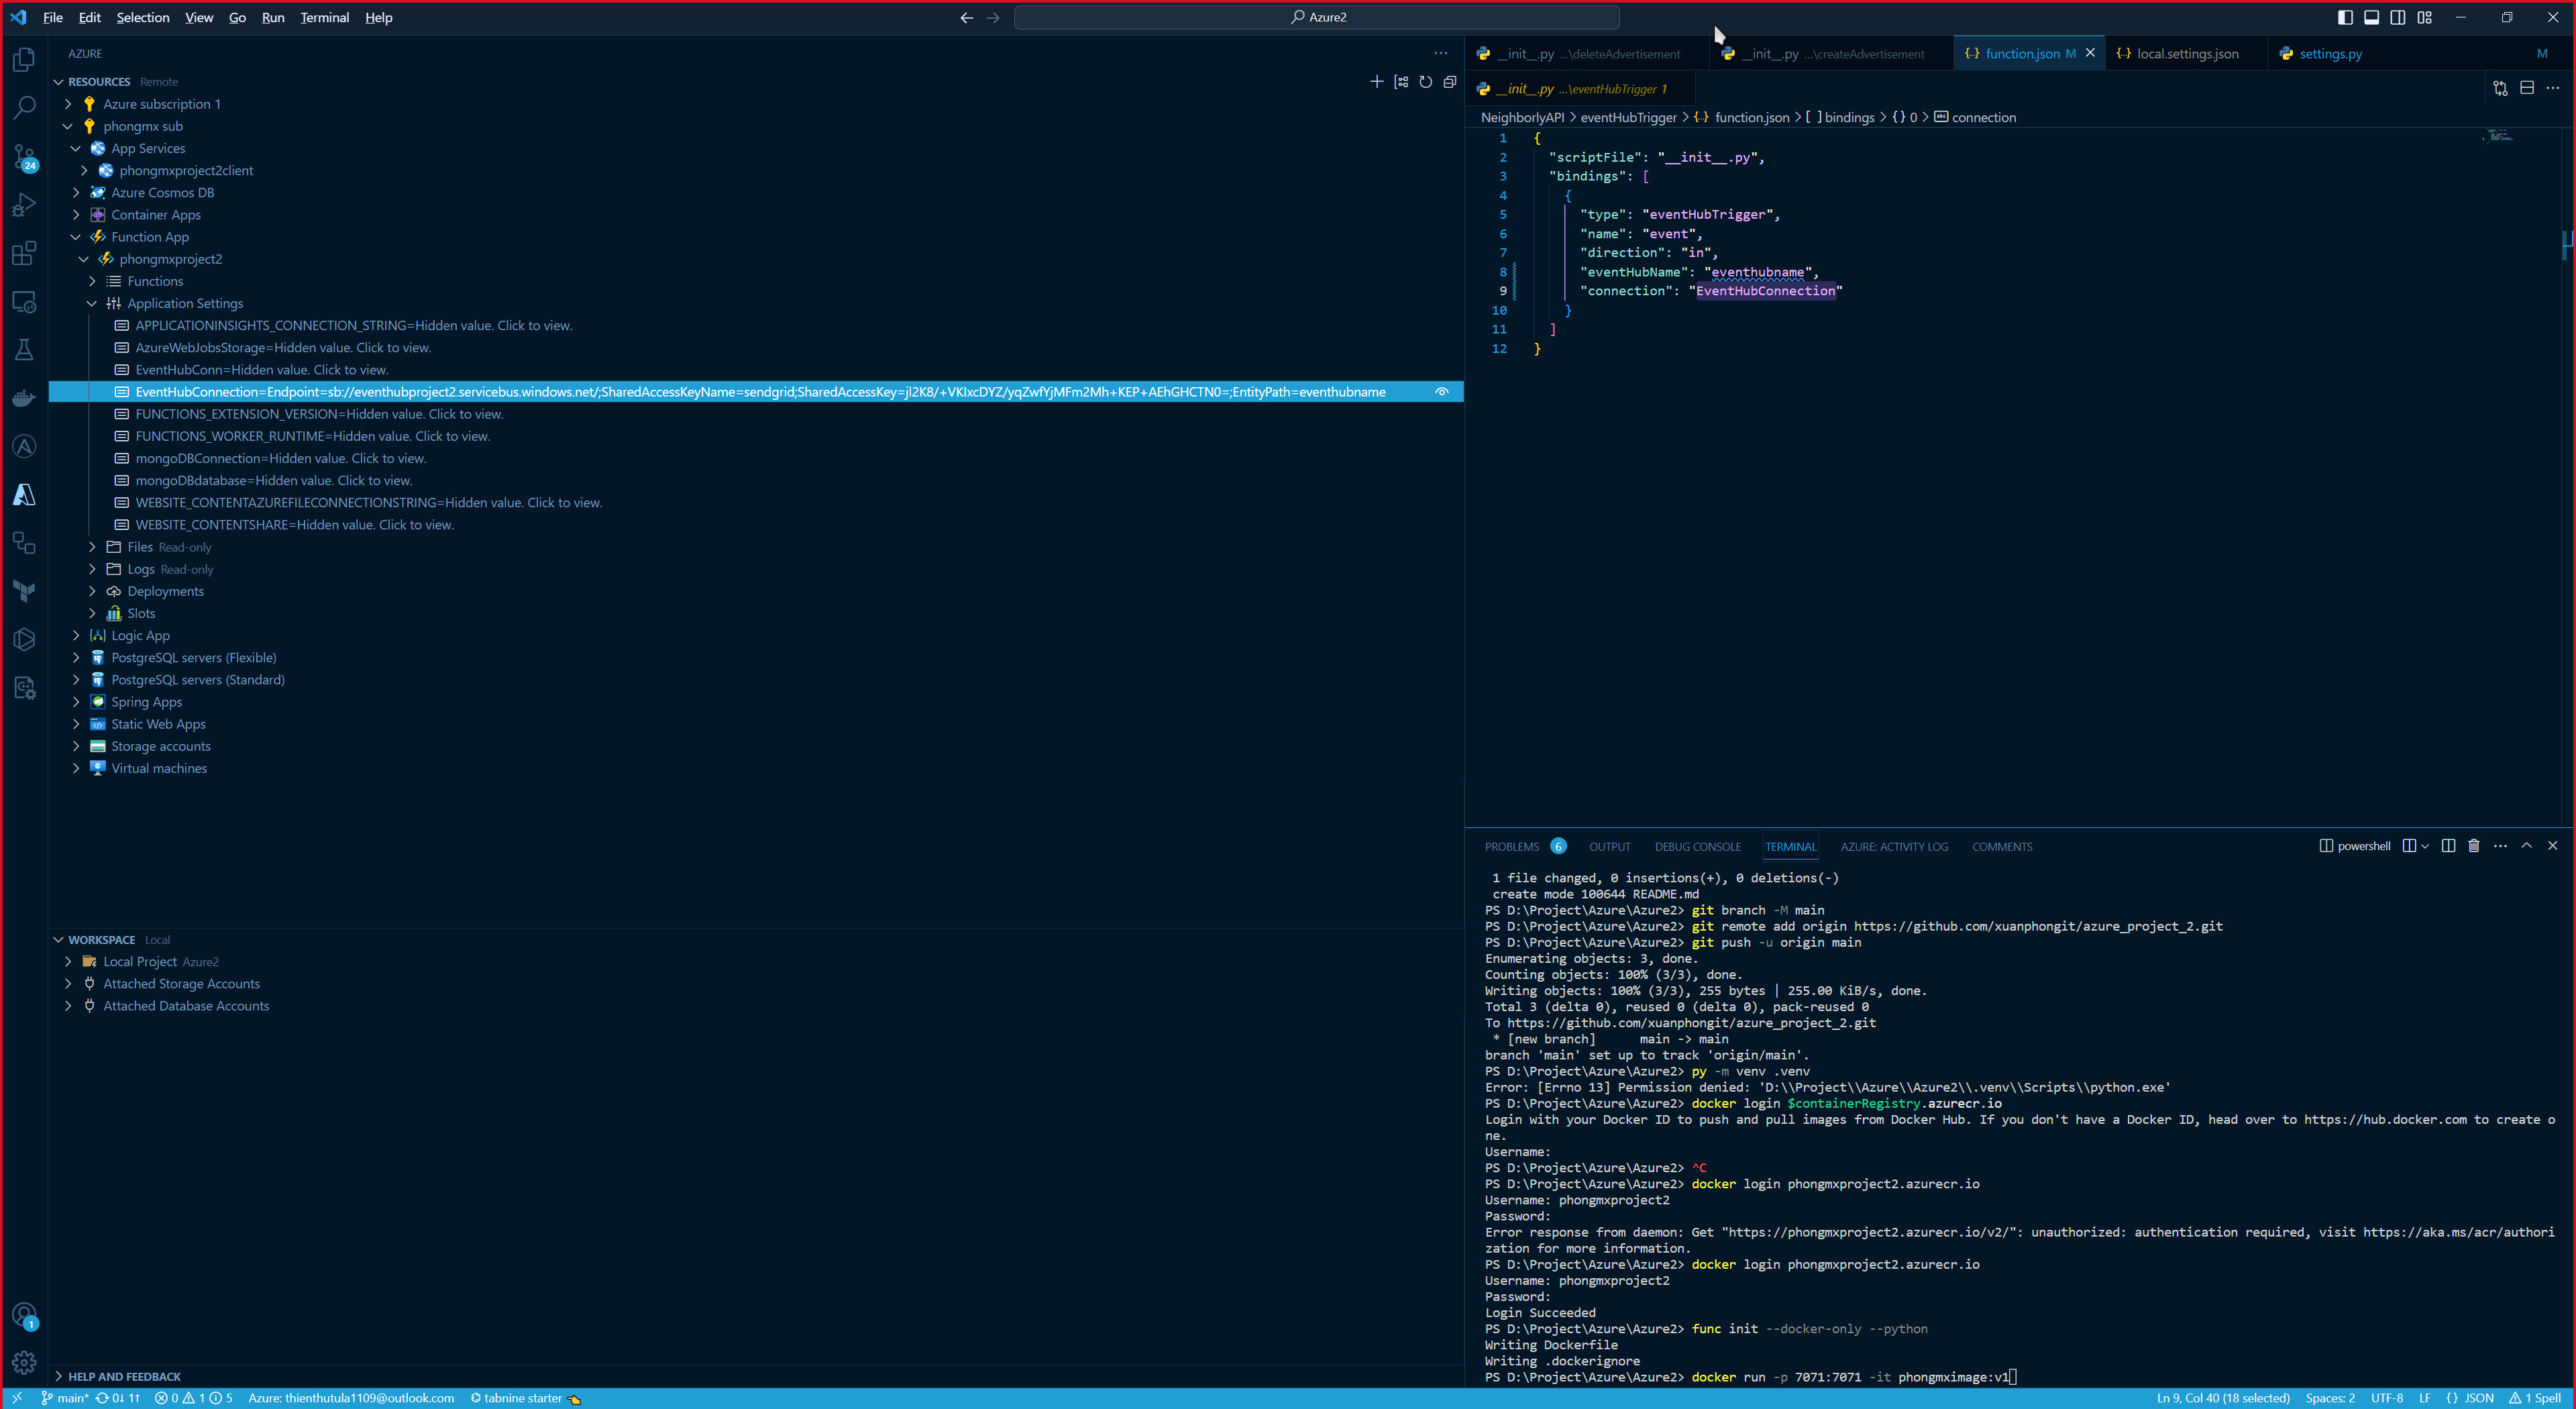 File Edit Selection View Go Run Terminal Help
Azure2
AZURE
RESOURCES Remote
Azure subscription 1
phongmx sub
App Services
phongmxproject2client
Azure Cosmos DB
Container Apps
Function App
phongmxproject2
Functions
Application Settings
APPLICATIONINSIGHTS_CONNECTION_STRING=Hidden value. Click to view.
AzureWebJobsStorage=Hidden value. Click to view.
EventHubConn=Hidden value. Click to view.
EventHubConnection=Endpoint=sb://eventhubproject2.servicebus.windows.net/;SharedAccessKeyName=sendgrid;SharedAccessKey=jl2K8/+VKIxcDYZ/yqZwfYjMFm2Mh+KEP+AEhGHCTN0=;EntityPath=eventhubname
FUNCTIONS_EXTENSION_VERSION=Hidden value. Click to view.
FUNCTIONS_WORKER_RUNTIME=Hidden value. Click to view.
mongoDBConnection=Hidden value. Click to view.
mongoDBdatabase=Hidden value. Click to view.
WEBSITE_CONTENTAZUREFILECONNECTIONSTRING=Hidden value. Click to view.
WEBSITE_CONTENTSHARE=Hidden value. Click to view.
Files Read-only
Logs Read-only
Deployments
Slots
Logic App
PostgreSQL servers (Flexible)
PostgreSQL servers (Standard)
Spring Apps
Static Web Apps
Storage accounts
Virtual machines
WORKSPACE Local
Local Project Azure2
Attached Storage Accounts
Attached Database Accounts
HELP AND FEEDBACK
24
1
__init__.py ...\deleteAdvertisement __init__.py ...\createAdvertisement {..} function.json M {..} local.settings.json settings.py M
__init__.py ...\eventHubTrigger 1
NeighborlyAPI > eventHubTrigger > {..} function.json > [ ] bindings > { } 0 > connection
1 {
2 "scriptFile": "__init__.py",
3 "bindings": [
4 {
5 "type": "eventHubTrigger",
6 "name": "event",
7 "direction": "in",
8 "eventHubName": "eventhubname",
9 "connection": "EventHubConnection"
10 }
11 ]
12 }
PROBLEMS 6 OUTPUT DEBUG CONSOLE TERMINAL AZURE: ACTIVITY LOG COMMENTS powershell
1 file changed, 0 insertions(+), 0 deletions(-)
create mode 100644 README.md
PS D:\Project\Azure\Azure2> git branch -M main
PS D:\Project\Azure\Azure2> git remote add origin https://github.com/xuanphongit/azure_project_2.git
PS D:\Project\Azure\Azure2> git push -u origin main
Enumerating objects: 3, done.
Counting objects: 100% (3/3), done.
Writing objects: 100% (3/3), 255 bytes | 255.00 KiB/s, done.
Total 3 (delta 0), reused 0 (delta 0), pack-reused 0
To https://github.com/xuanphongit/azure_project_2.git
* [new branch] main -> main
branch 'main' set up to track 'origin/main'.
PS D:\Project\Azure\Azure2> py -m venv .venv
Error: [Errno 13] Permission denied: 'D:\\Project\\Azure\\Azure2\\.venv\\Scripts\\python.exe'
PS D:\Project\Azure\Azure2> docker login $containerRegistry.azurecr.io
Login with your Docker ID to push and pull images from Docker Hub. If you don't have a Docker ID, head over to https://hub.docker.com to create o
ne.
Username:
PS D:\Project\Azure\Azure2> ^C
PS D:\Project\Azure\Azure2> docker login phongmxproject2.azurecr.io
Username: phongmxproject2
Password:
Error response from daemon: Get "https://phongmxproject2.azurecr.io/v2/": unauthorized: authentication required, visit https://aka.ms/acr/authori
zation for more information.
PS D:\Project\Azure\Azure2> docker login phongmxproject2.azurecr.io
Username: phongmxproject2
Password:
Login Succeeded
PS D:\Project\Azure\Azure2> func init --docker-only --python
Writing Dockerfile
Writing .dockerignore
PS D:\Project\Azure\Azure2> docker run -p 7071:7071 -it phongmximage:v1
main* 0↓ 1↑ 0 1 5 Azure: thienthutula1109@outlook.com tabnine starter Ln 9, Col 40 (18 selected) Spaces: 2 UTF-8 LF { } JSON 1 Spell